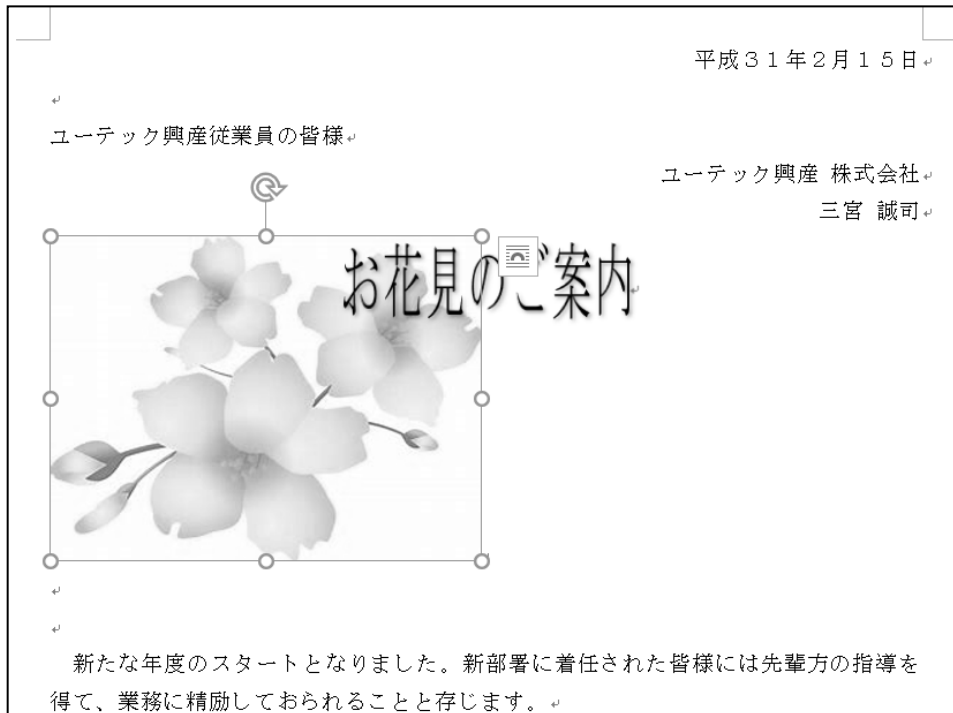 平成３１年２月１５日
ユーテック興産従業員の皆様
ユーテック興産 株式会社
三宮 誠司
お花見のご案内
新たな年度のスタートとなりました。新部署に着任された皆様には先輩方の指導を
得て、業務に精励しておられることと存じます。